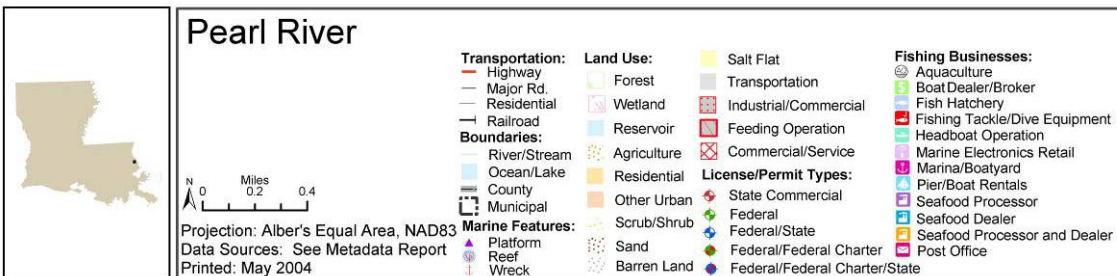 Pearl River
N
Miles
0 0.2 0.4
Projection: Alber's Equal Area, NAD83
Data Sources: See Metadata Report
Printed: May 2004
Transportation:
Highway
Major Rd.
Residential
Railroad
Boundaries:
River/Stream
Ocean/Lake
County
Municipal
Marine Features:
Platform
Reef
Wreck
Land Use:
Forest
Wetland
Reservoir
Agriculture
Residential
Other Urban
Scrub/Shrub
Sand
Barren Land
Salt Flat
Transportation
Industrial/Commercial
Feeding Operation
Commercial/Service
License/Permit Types:
State Commercial
Federal
Federal/State
Federal/Federal Charter
Federal/Federal Charter/State
Fishing Businesses:
Aquaculture
Boat Dealer/Broker
Fish Hatchery
Fishing Tackle/Dive Equipment
Headboat Operation
Marine Electronics Retail
Marina/Boatyard
Pier/Boat Rentals
Seafood Processor
Seafood Dealer
Seafood Processor and Dealer
Post Office